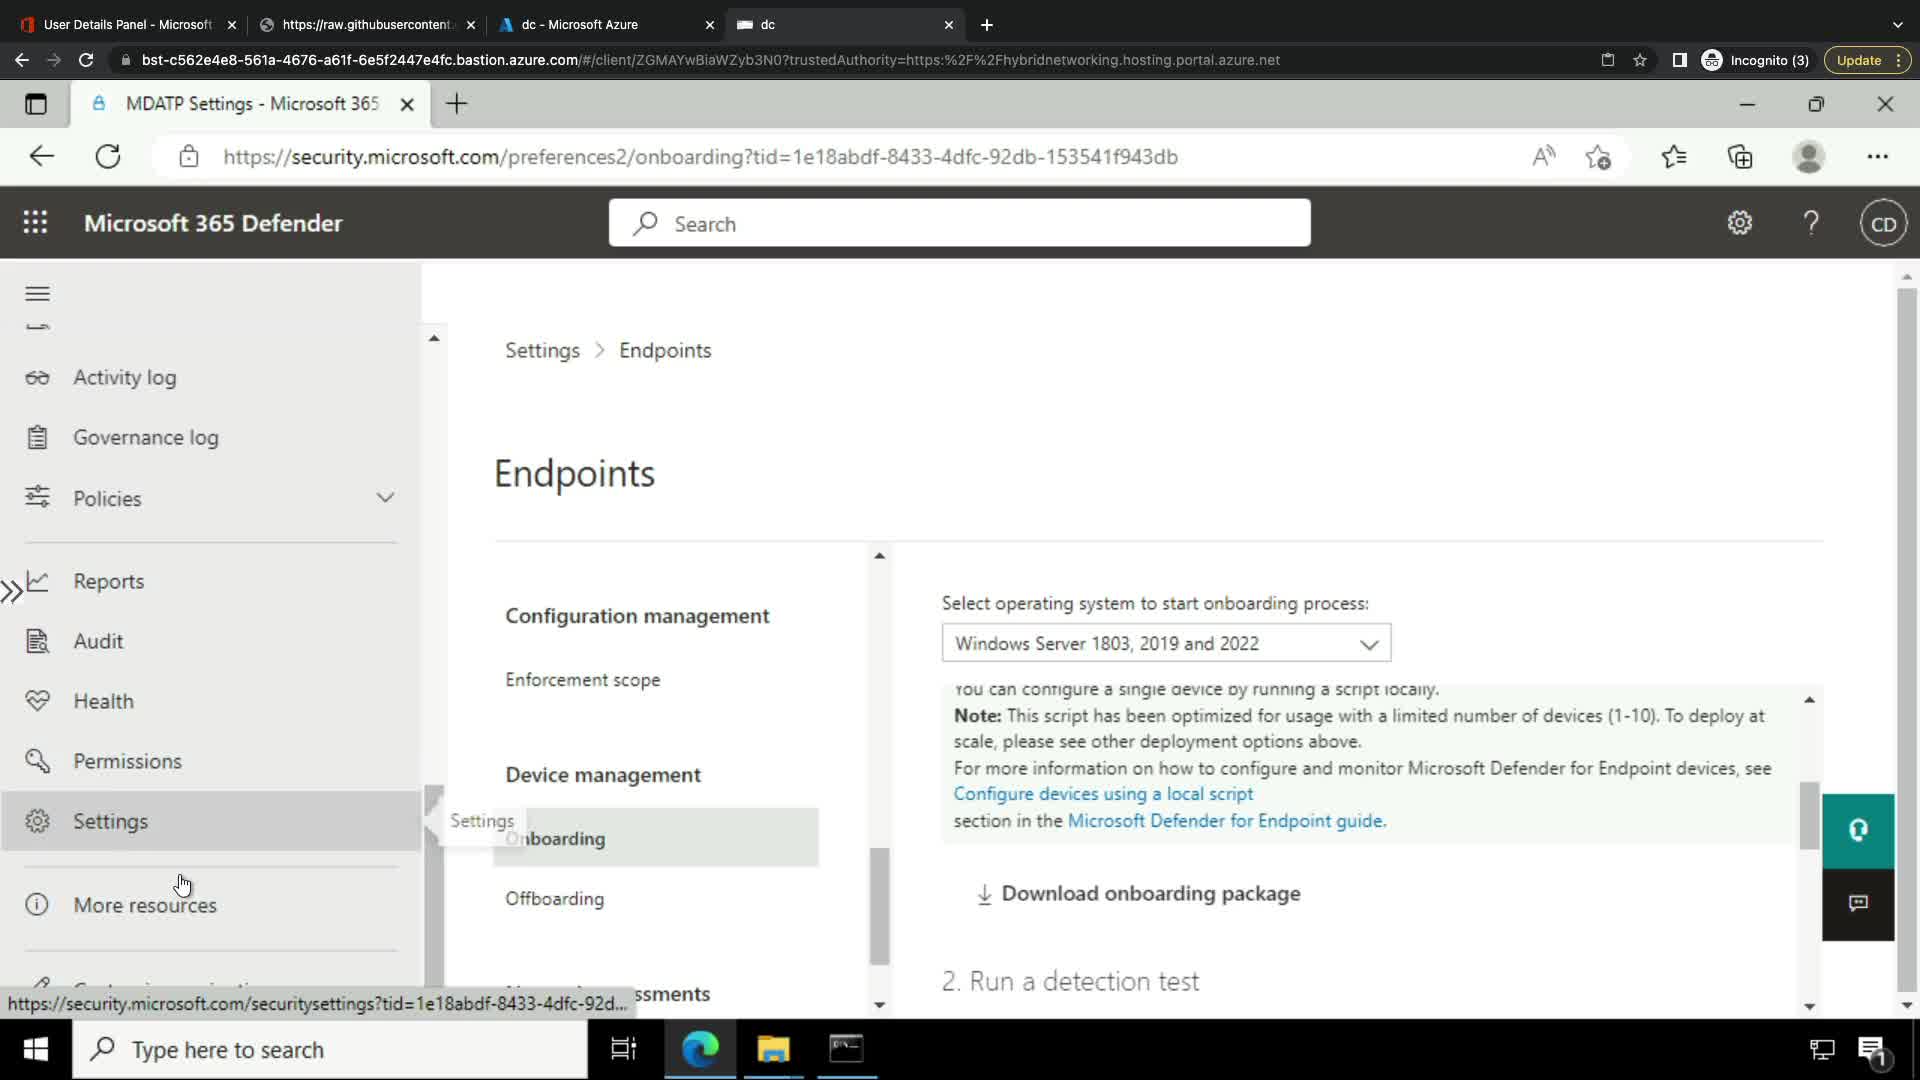 User Details Panel - Microsoft
https://raw.githubusercontent.
dc - Microsoft Azure
dc
bst-c562e4e8-561a-4676-a61f-6e5f2447e4fc.bastion.azure.com/#/client/ZGMAYwBiaWZyb3N0?trustedAuthority=https:%2F%2Fhybridnetworking.hosting.portal.azure.net
Incognito (3)
Update
MDATP Settings - Microsoft 365
https://security.microsoft.com/preferences2/onboarding?tid=1e18abdf-8433-4dfc-92db-153541f943db
Microsoft 365 Defender
Search
CD
Activity log
Governance log
Policies
Reports
Audit
Health
Permissions
Settings
More resources
https://security.microsoft.com/securitysettings?tid=1e18abdf-8433-4dfc-92d...
Settings > Endpoints
Endpoints
Configuration management
Enforcement scope
Device management
Settings
Onboarding
Offboarding
Select operating system to start onboarding process:
Windows Server 1803, 2019 and 2022
You can configure a single device by running a script locally.
Note: This script has been optimized for usage with a limited number of devices (1-10). To deploy at
scale, please see other deployment options above.
For more information on how to configure and monitor Microsoft Defender for Endpoint devices, see
Configure devices using a local script
section in the Microsoft Defender for Endpoint guide.
Download onboarding package
2. Run a detection test
Type here to search
1